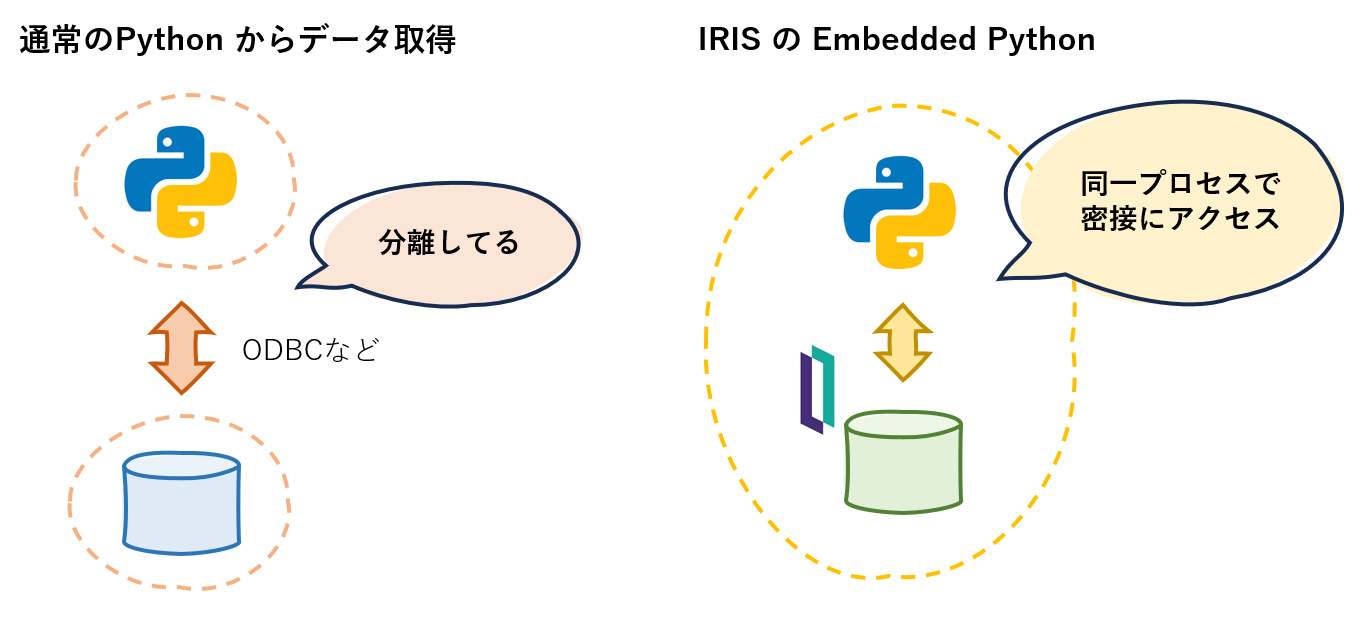 通常のPython からデータ取得
IRIS の Embedded Python
分離してる
同一プロセスで
密接にアクセス
ODBCなど